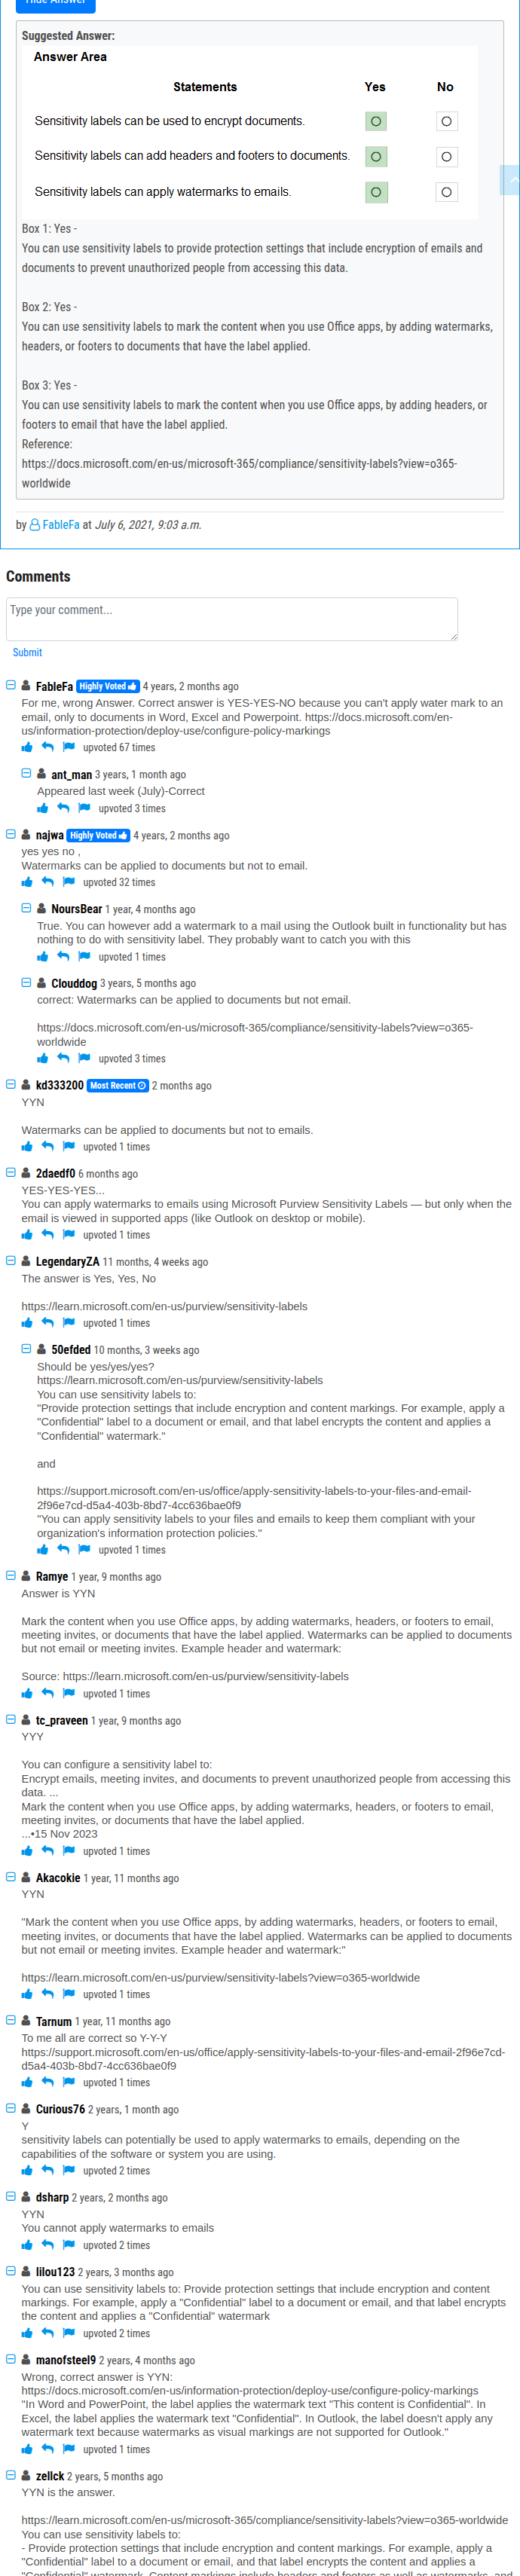 Hide Answer
Suggested Answer:
Answer Area
Statements Yes No
Sensitivity labels can be used to encrypt documents.
Sensitivity labels can add headers and footers to documents.
Sensitivity labels can apply watermarks to emails.
Box 1: Yes -
You can use sensitivity labels to provide protection settings that include encryption of emails and
documents to prevent unauthorized people from accessing this data.
Box 2: Yes -
You can use sensitivity labels to mark the content when you use Office apps, by adding watermarks,
headers, or footers to documents that have the label applied.
Box 3: Yes -
You can use sensitivity labels to mark the content when you use Office apps, by adding headers, or
footers to email that have the label applied.
Reference:
https://docs.microsoft.com/en-us/microsoft-365/compliance/sensitivity-labels?view=o365-
worldwide
by FableFa at July 6, 2021, 9:03 a.m.
Comments
Type your comment...
Submit
FableFa Highly Voted 4 years, 2 months ago
For me, wrong Answer. Correct answer is YES-YES-NO because you can't apply water mark to an
email, only to documents in Word, Excel and Powerpoint. https://docs.microsoft.com/en-
us/information-protection/deploy-use/configure-policy-markings
upvoted 67 times
ant_man 3 years, 1 month ago
Appeared last week (July)-Correct
upvoted 3 times
najwa Highly Voted 4 years, 2 months ago
yes yes no ,
Watermarks can be applied to documents but not to email.
upvoted 32 times
NoursBear 1 year, 4 months ago
True. You can however add a watermark to a mail using the Outlook built in functionality but has
nothing to do with sensitivity label. They probably want to catch you with this
upvoted 1 times
Clouddog 3 years, 5 months ago
correct: Watermarks can be applied to documents but not email.
https://docs.microsoft.com/en-us/microsoft-365/compliance/sensitivity-labels?view=o365-
worldwide
upvoted 3 times
kd333200 Most Recent 2 months ago
YYN
Watermarks can be applied to documents but not to emails.
upvoted 1 times
2daedf0 6 months ago
YES-YES-YES...
You can apply watermarks to emails using Microsoft Purview Sensitivity Labels — but only when the
email is viewed in supported apps (like Outlook on desktop or mobile).
upvoted 1 times
LegendaryZA 11 months, 4 weeks ago
The answer is Yes, Yes, No
https://learn.microsoft.com/en-us/purview/sensitivity-labels
upvoted 1 times
50efded 10 months, 3 weeks ago
Should be yes/yes/yes?
https://learn.microsoft.com/en-us/purview/sensitivity-labels
You can use sensitivity labels to:
"Provide protection settings that include encryption and content markings. For example, apply a
"Confidential" label to a document or email, and that label encrypts the content and applies a
"Confidential" watermark."
and
https://support.microsoft.com/en-us/office/apply-sensitivity-labels-to-your-files-and-email-
2f96e7cd-d5a4-403b-8bd7-4cc636bae0f9
"You can apply sensitivity labels to your files and emails to keep them compliant with your
organization's information protection policies."
upvoted 1 times
Ramye 1 year, 9 months ago
Answer is YYN
Mark the content when you use Office apps, by adding watermarks, headers, or footers to email,
meeting invites, or documents that have the label applied. Watermarks can be applied to documents
but not email or meeting invites. Example header and watermark:
Source: https://learn.microsoft.com/en-us/purview/sensitivity-labels
upvoted 1 times
tc_praveen 1 year, 9 months ago
YYY
You can configure a sensitivity label to:
Encrypt emails, meeting invites, and documents to prevent unauthorized people from accessing this
data. ...
Mark the content when you use Office apps, by adding watermarks, headers, or footers to email,
meeting invites, or documents that have the label applied.
...•15 Nov 2023
upvoted 1 times
Akacokie 1 year, 11 months ago
YYN
"Mark the content when you use Office apps, by adding watermarks, headers, or footers to email,
meeting invites, or documents that have the label applied. Watermarks can be applied to documents
but not email or meeting invites. Example header and watermark:"
https://learn.microsoft.com/en-us/purview/sensitivity-labels?view=o365-worldwide
upvoted 1 times
Tarnum 1 year, 11 months ago
To me all are correct so Y-Y-Y
https://support.microsoft.com/en-us/office/apply-sensitivity-labels-to-your-files-and-email-2f96e7cd-
d5a4-403b-8bd7-4cc636bae0f9
upvoted 1 times
Curious76 2 years, 1 month ago
Y
sensitivity labels can potentially be used to apply watermarks to emails, depending on the
capabilities of the software or system you are using.
upvoted 2 times
dsharp 2 years, 2 months ago
YYN
You cannot apply watermarks to emails
upvoted 2 times
lilou123 2 years, 3 months ago
You can use sensitivity labels to: Provide protection settings that include encryption and content
markings. For example, apply a "Confidential" label to a document or email, and that label encrypts
the content and applies a "Confidential" watermark
upvoted 2 times
manofsteel9 2 years, 4 months ago
Wrong, correct answer is YYN:
https://docs.microsoft.com/en-us/information-protection/deploy-use/configure-policy-markings
"In Word and PowerPoint, the label applies the watermark text "This content is Confidential". In
Excel, the label applies the watermark text "Confidential". In Outlook, the label doesn't apply any
watermark text because watermarks as visual markings are not supported for Outlook."
upvoted 1 times
zellck 2 years, 5 months ago
YYN is the answer.
https://learn.microsoft.com/en-us/microsoft-365/compliance/sensitivity-labels?view=o365-worldwide
You can use sensitivity labels to:
- Provide protection settings that include encryption and content markings. For example, apply a
"Confidential" label to a document or email, and that label encrypts the content and applies a
"Confidential" watermark. Content markings include headers and footers as well as watermarks, and